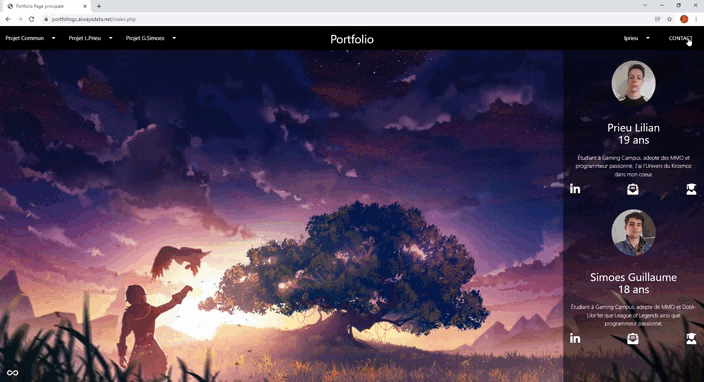 Portfolio Page principale
portfoliogc.alwaysdata.net/index.php
Projet Commun
Projet L.Prieu
Projet G.Simoes
Portfolio
lprieu
CONTACT
Prieu Lilian
19 ans
Étudiant à Gaming Campus, adepte des MMO et
programmeur passionné. J'ai l'Univers du Krosmoz
dans mon coeur.
Simoes Guillaume
18 ans
Étudiant à Gaming Campus, adepte de MMO et DotA-
Like tel que League of Legends ainsi que
programmeur passionné.